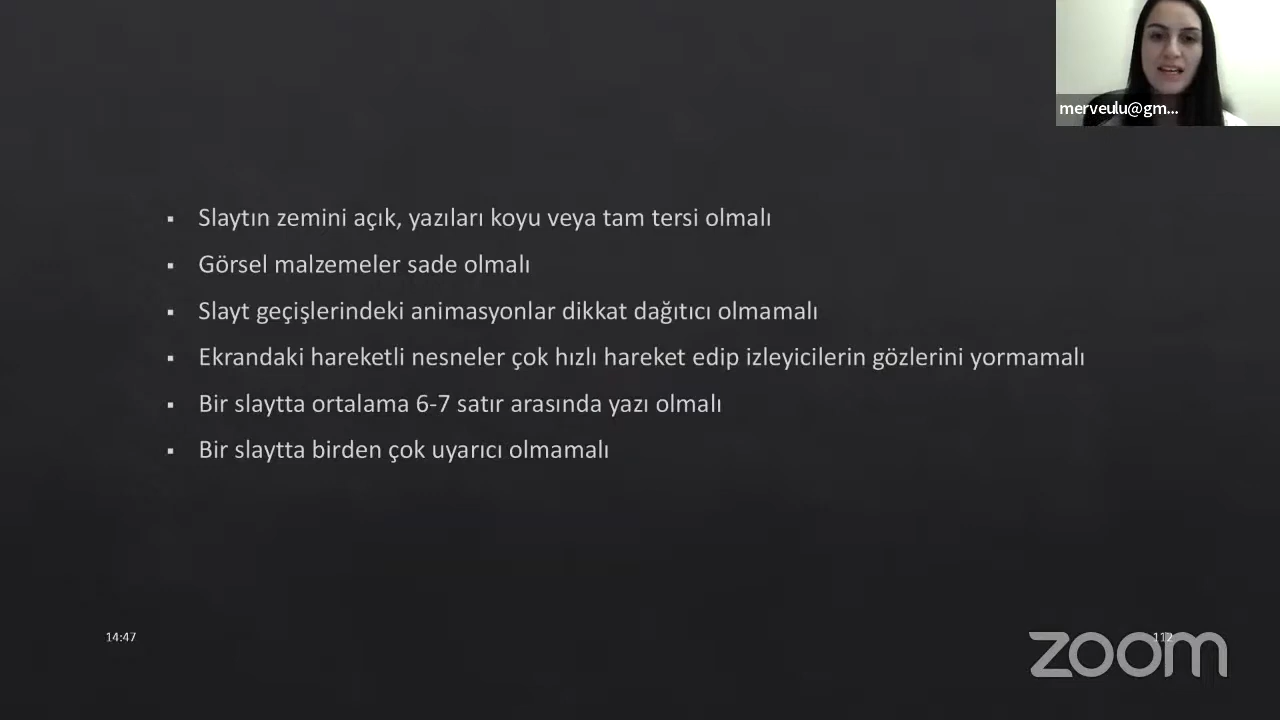 merveulu@gm...
Slaytın zemini açık, yazıları koyu veya tam tersi olmalı
Görsel malzemeler sade olmalı
Slayt geçişlerindeki animasyonlar dikkat dağıtıcı olmamalı
Ekrandaki hareketli nesneler çok hızlı hareket edip izleyicilerin gözlerini yormamalı
Bir slaytta ortalama 6-7 satır arasında yazı olmalı
Bir slaytta birden çok uyarıcı olmamalı
14:47
112
zoom